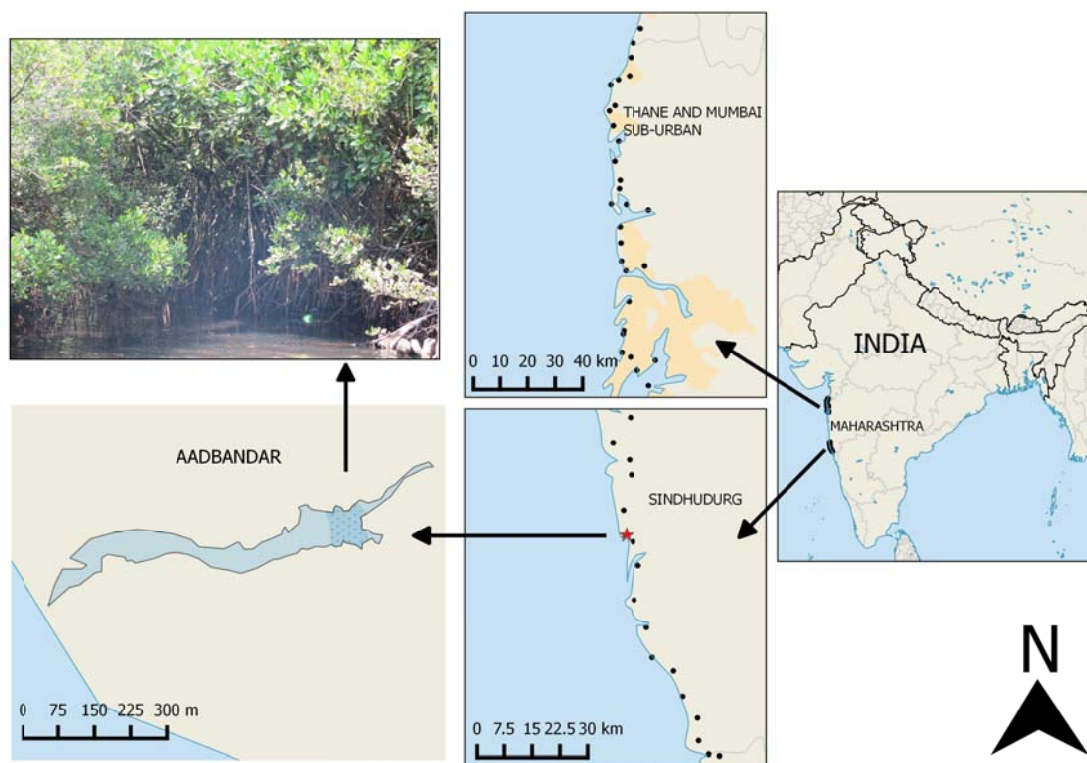 THANE AND MUMBAI
SUB-URBAN
0 10 20 30 40 km
INDIA
MAHARASHTRA
AADBANDAR
0 75 150 225 300 m
SINDHUDURG
0 7.5 15 22.5 30 km
N